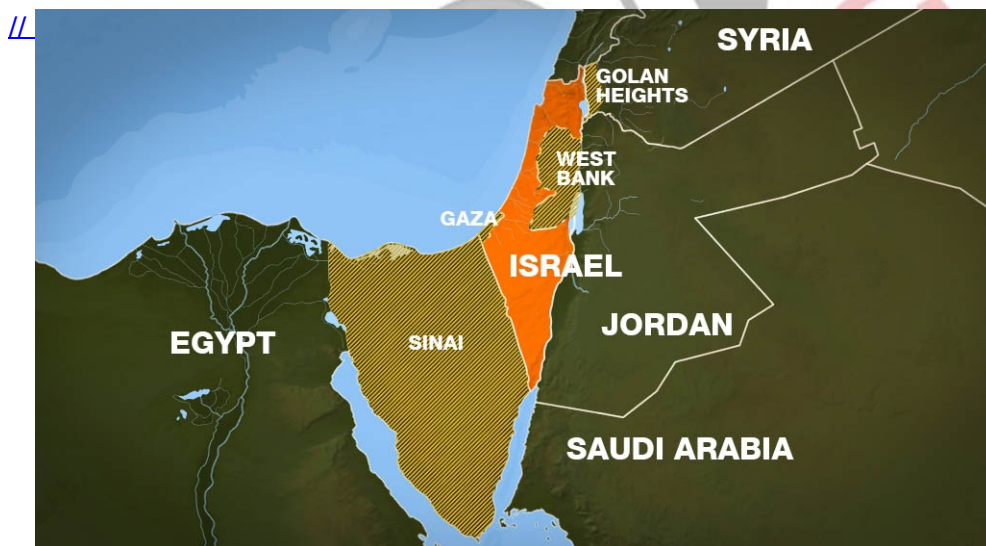 //
SYRIA
GOLAN
HEIGHTS
WEST
BANK
GAZA
ISRAEL
JORDAN
EGYPT
SINAI
SAUDI ARABIA